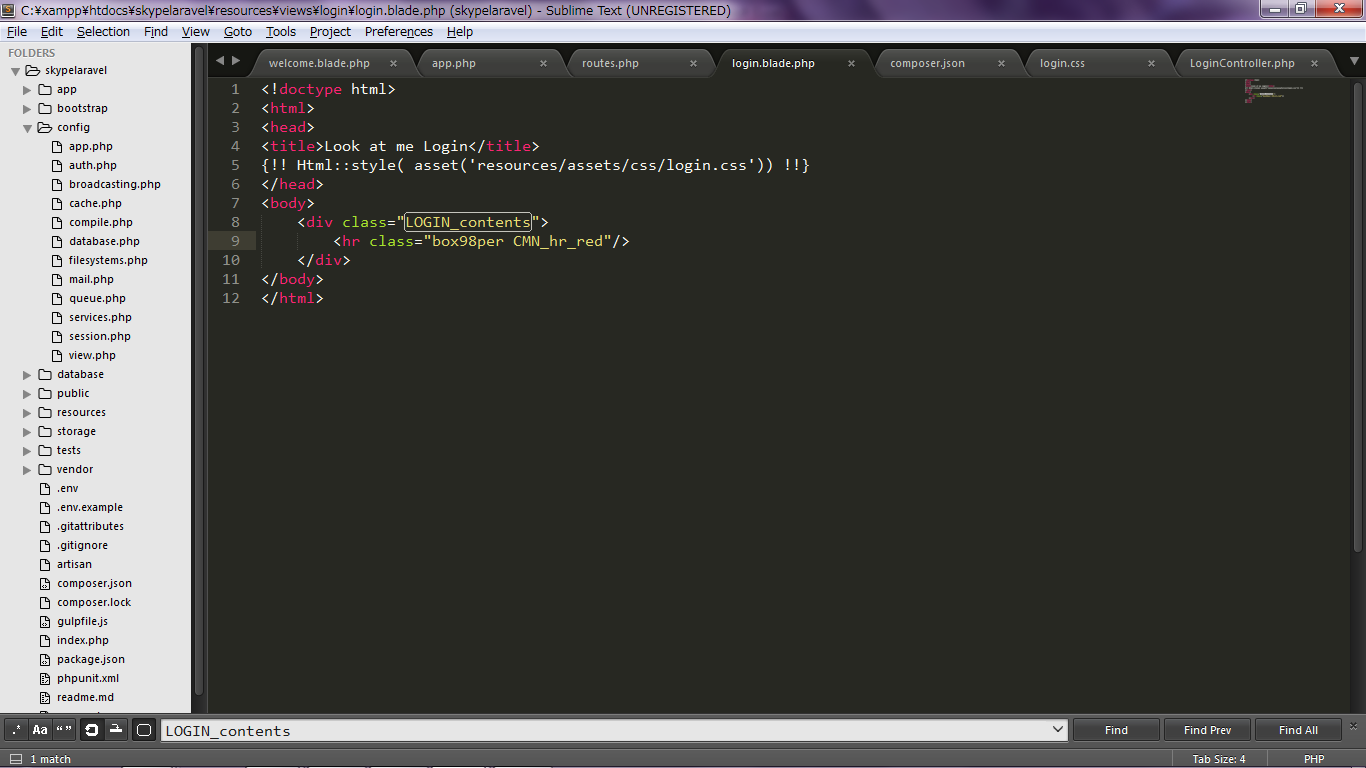 C:¥xampp¥htdocs¥skypelaravel¥resources¥views¥login¥login.blade.php (skypelaravel) - Sublime Text (UNREGISTERED)
File Edit Selection Find View Goto Tools Project Preferences Help
FOLDERS
skypelaravel
app
bootstrap
config
app.php
auth.php
broadcasting.php
cache.php
compile.php
database.php
filesystems.php
mail.php
queue.php
services.php
session.php
view.php
database
public
resources
storage
tests
vendor
.env
.env.example
.gitattributes
.gitignore
artisan
composer.json
composer.lock
gulpfile.js
index.php
package.json
phpunit.xml
readme.md
welcome.blade.php × app.php × routes.php × login.blade.php × composer.json × login.css × LoginController.php ×
1 <!doctype html>
2 <html>
3 <head>
4 <title>Look at me Login</title>
5 {!! Html::style( asset('resources/assets/css/login.css')) !!}
6 </head>
7 <body>
8 <div class="LOGIN_contents">
9 <hr class="box98per CMN_hr_red"/>
10 </div>
11 </body>
12 </html>
.* Aa “” LOGIN_contents Find Find Prev Find All ×
1 match Tab Size: 4 PHP